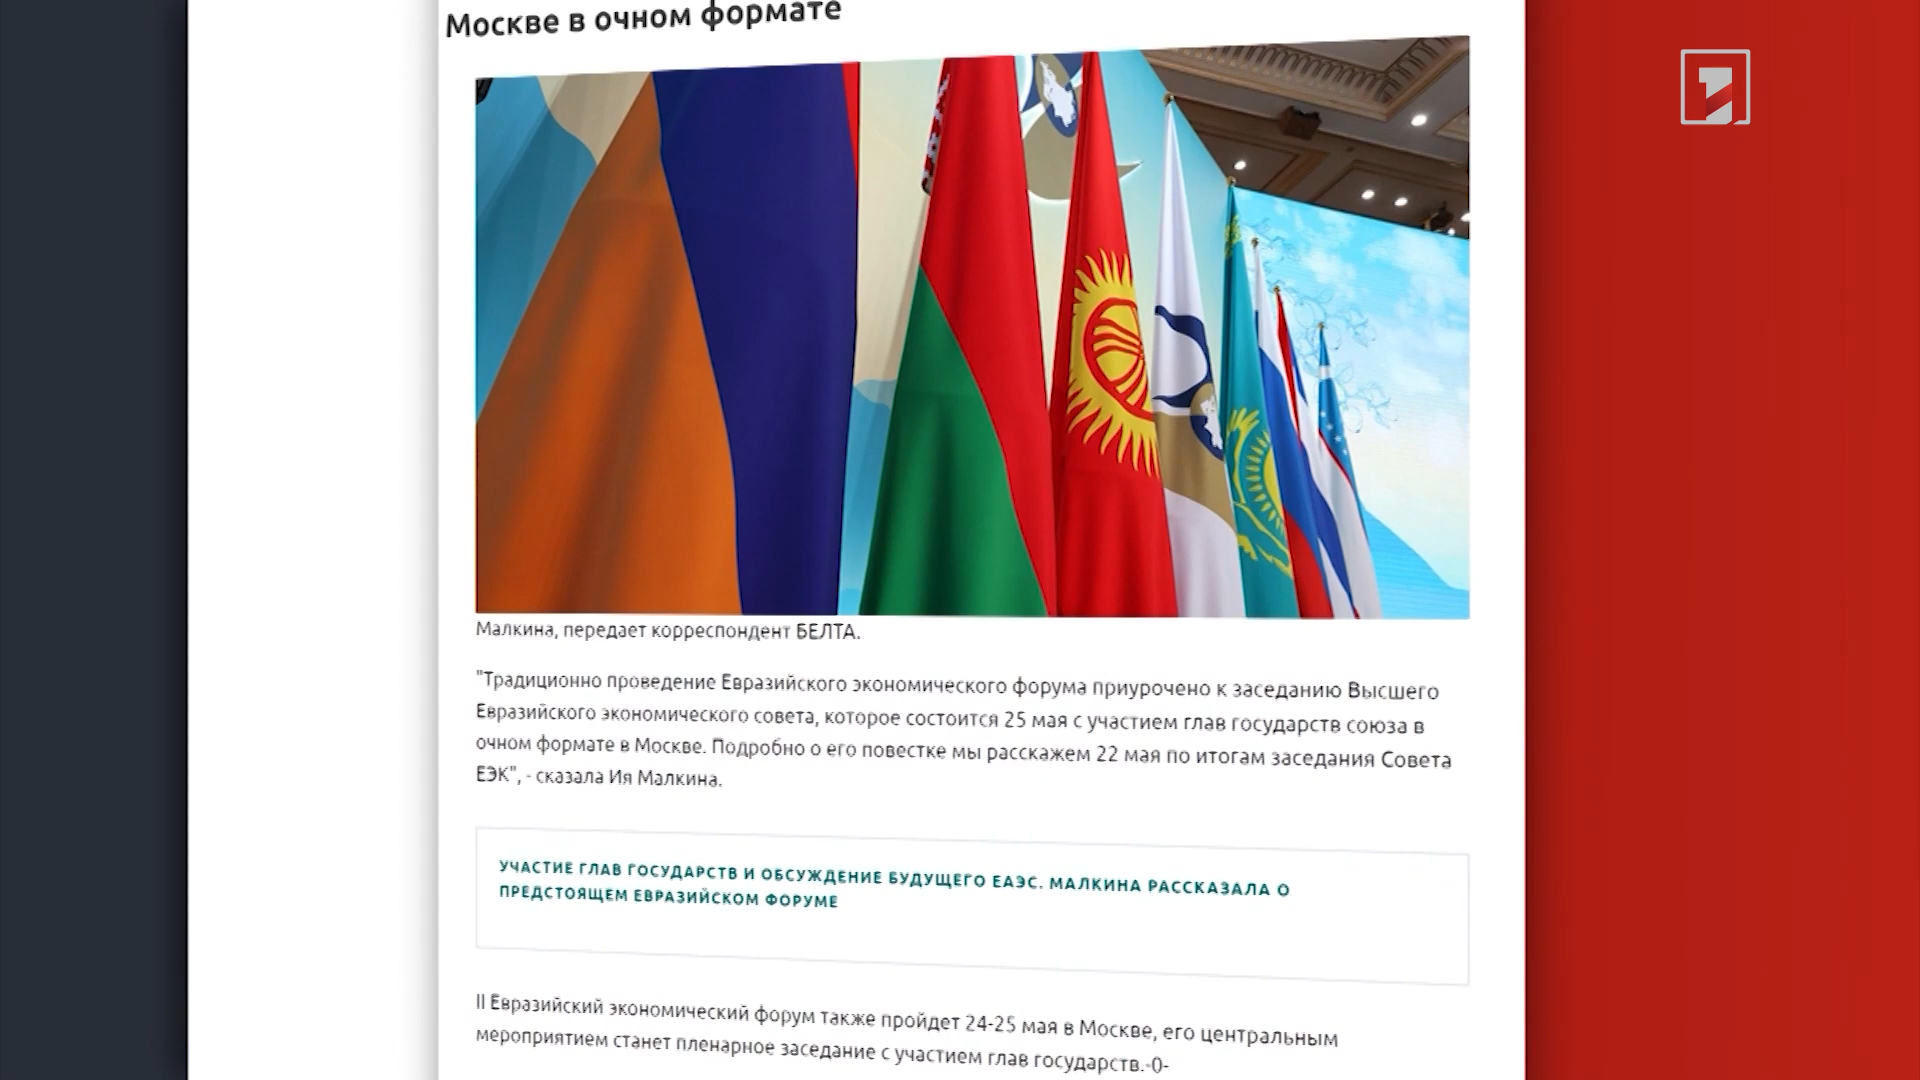 Москве в очном формате
Малкина, передает корреспондент БЕЛТА.
"Традиционно проведение Евразийского экономического форума приурочено к заседанию Высшего
Евразийского экономического совета, которое состоится 25 мая с участием глав государств союза в
очном формате в Москве. Подробно о его повестке мы расскажем 22 мая по итогам заседания Совета
ЕЭК", - сказала Ия Малкина.
УЧАСТИЕ ГЛАВ ГОСУДАРСТВ И ОБСУЖДЕНИЕ БУДУЩЕГО ЕАЭС. МАЛКИНА РАССКАЗАЛА О
ПРЕДСТОЯЩЕМ ЕВРАЗИЙСКОМ ФОРУМЕ
II Евразийский экономический форум также пройдет 24-25 мая в Москве, его центральным
мероприятием станет пленарное заседание с участием глав государств.-0-